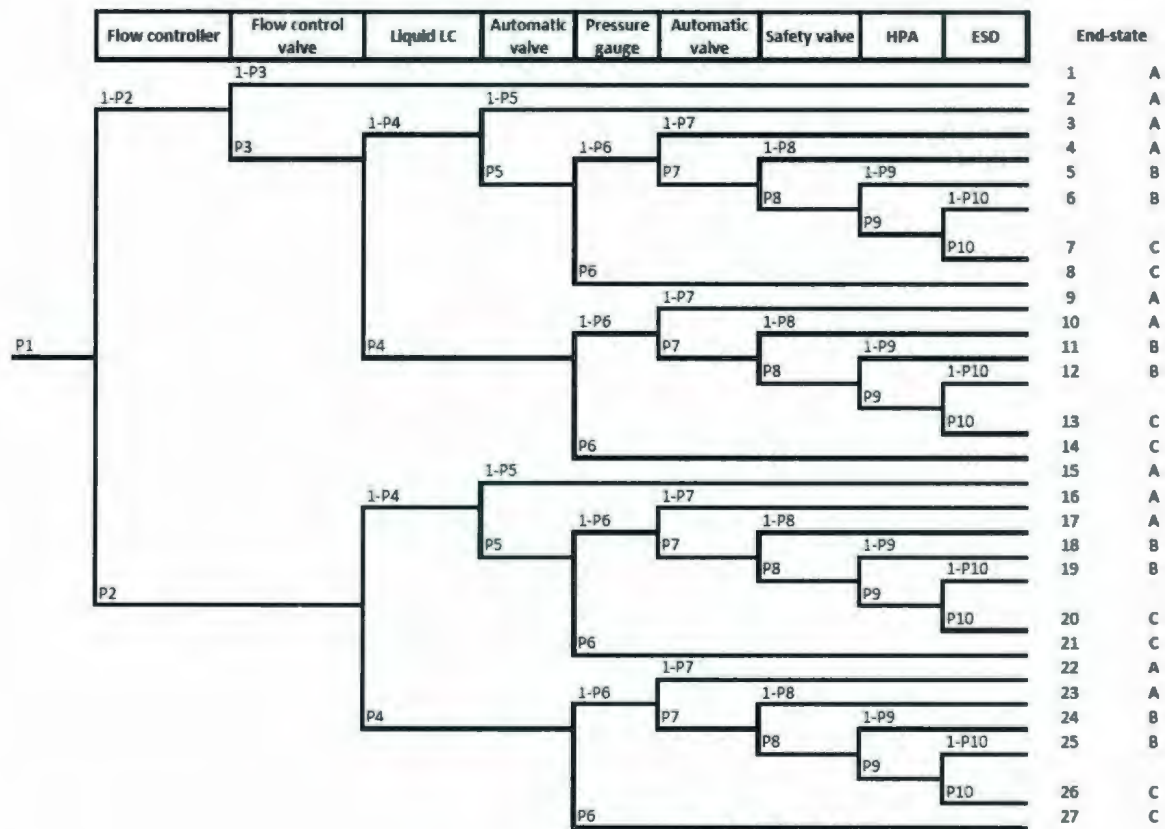 Flow controller Flow control valve Liquid LC Automatic valve Pressure gauge Automatic valve Safety valve HPA ESD End-state
1-P3 1 A
1-P2 1-P5 2 A
1-P4 1-P7 3 A
P3 1-P6 1-P8 4 A
P5 P7 1-P9 5 B
P8 1-P10 6 B
P9
P10 7 C
P6 8 C
1-P7 9 A
1-P6 1-P8 10 A
P1 P4 P7 1-P9 11 B
P8 1-P10 12 B
P9
P10 13 C
P6 14 C
1-P5 15 A
1-P4 1-P7 16 A
1-P6 1-P8 17 A
P5 P7 1-P9 18 B
P8 1-P10 19 B
P2 P9
P10 20 C
P6 21 C
1-P7 22 A
1-P6 1-P8 23 A
P4 P7 1-P9 24 B
P8 1-P10 25 B
P9
P10 26 C
P6 27 C